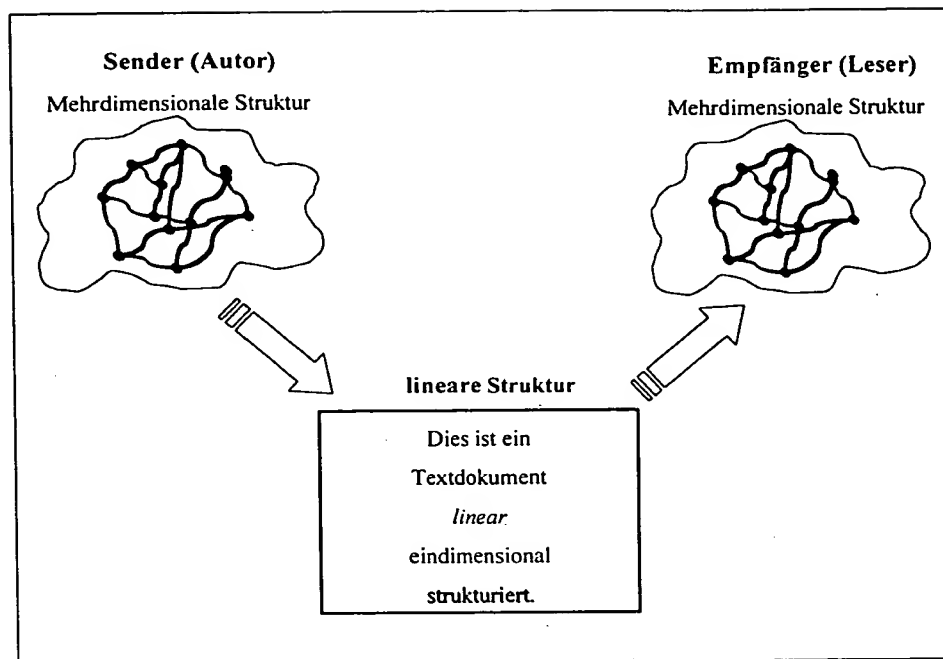 Sender (Autor)
Mehrdimensionale Struktur
Empfänger (Leser)
Mehrdimensionale Struktur
lineare Struktur
Dies ist ein
Textdokument
linear
eindimensional
strukturiert.